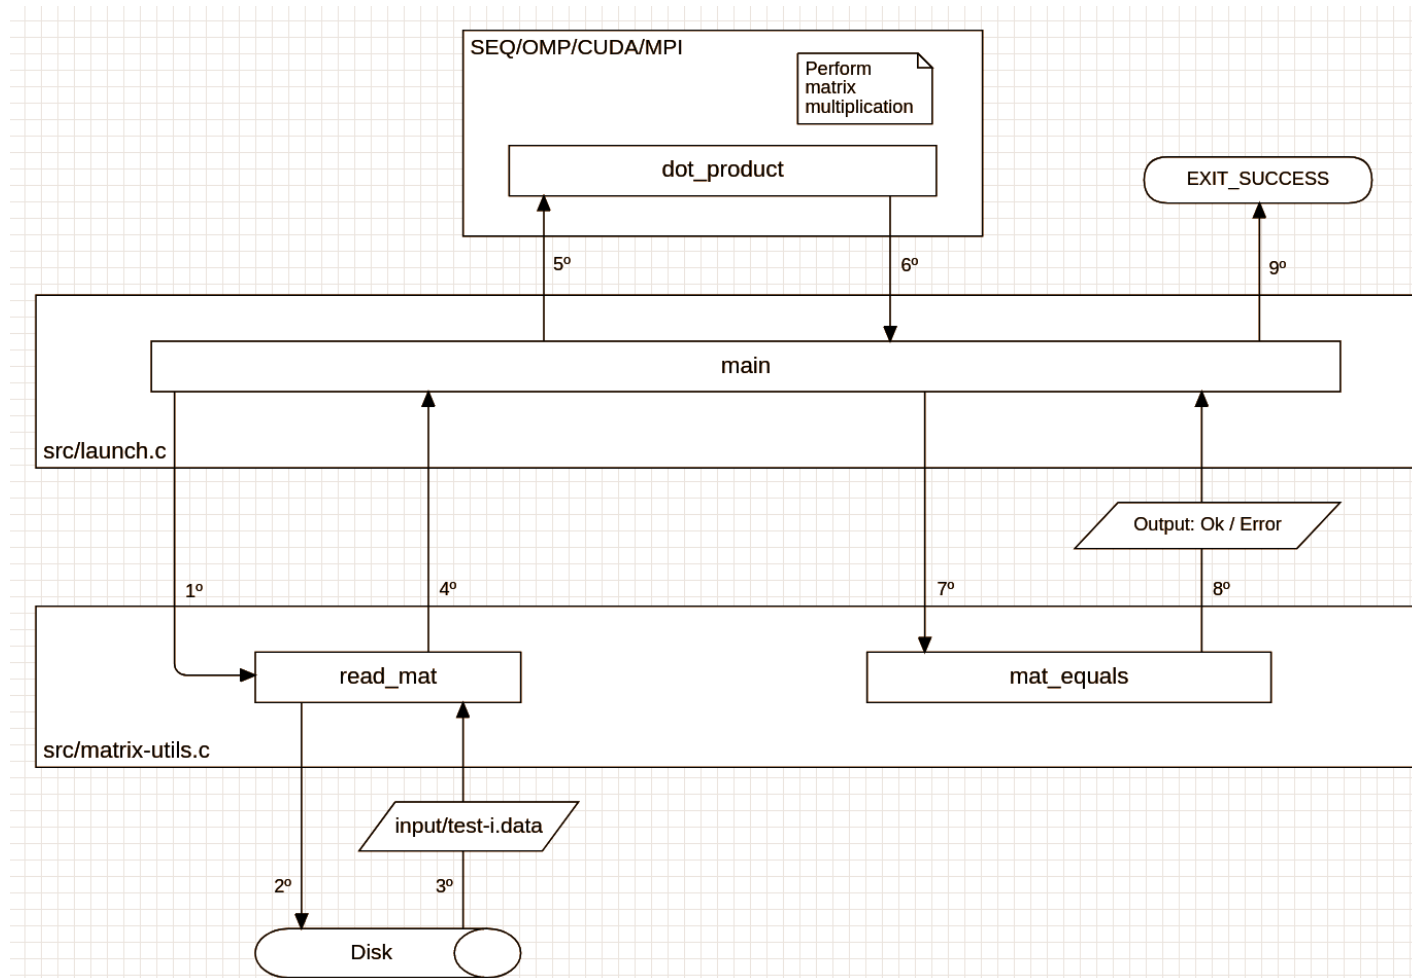 SEQ/OMP/CUDA/MPI
Perform
matrix
multiplication
dot_product
EXIT_SUCCESS
5º
6º
9º
main
src/launch.c
Output: Ok / Error
1º
4º
7º
8º
read_mat
mat_equals
src/matrix-utils.c
input/test-i.data
2º
3º
Disk